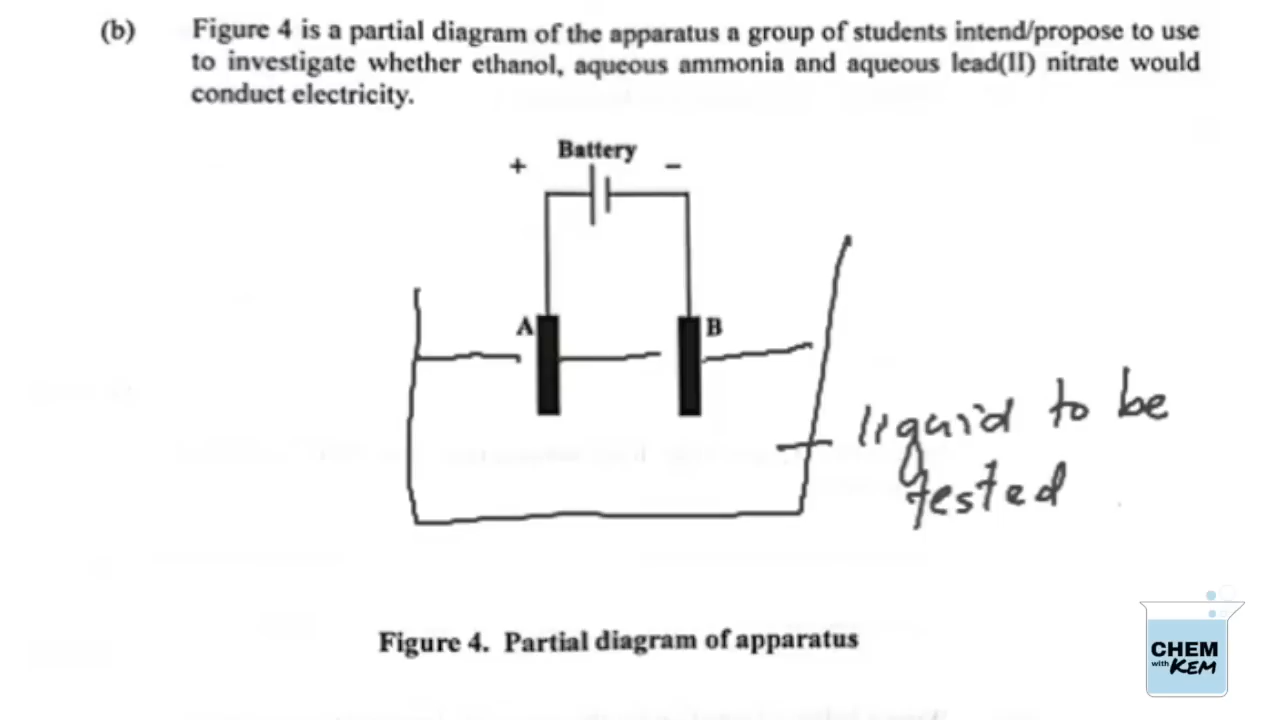 (b) Figure 4 is a partial diagram of the apparatus a group of students intend/propose to use
to investigate whether ethanol, aqueous ammonia and aqueous lead(II) nitrate would
conduct electricity.
Battery
+ −
A B
liquid to be
tested
Figure 4. Partial diagram of apparatus
CHEM
with KEM